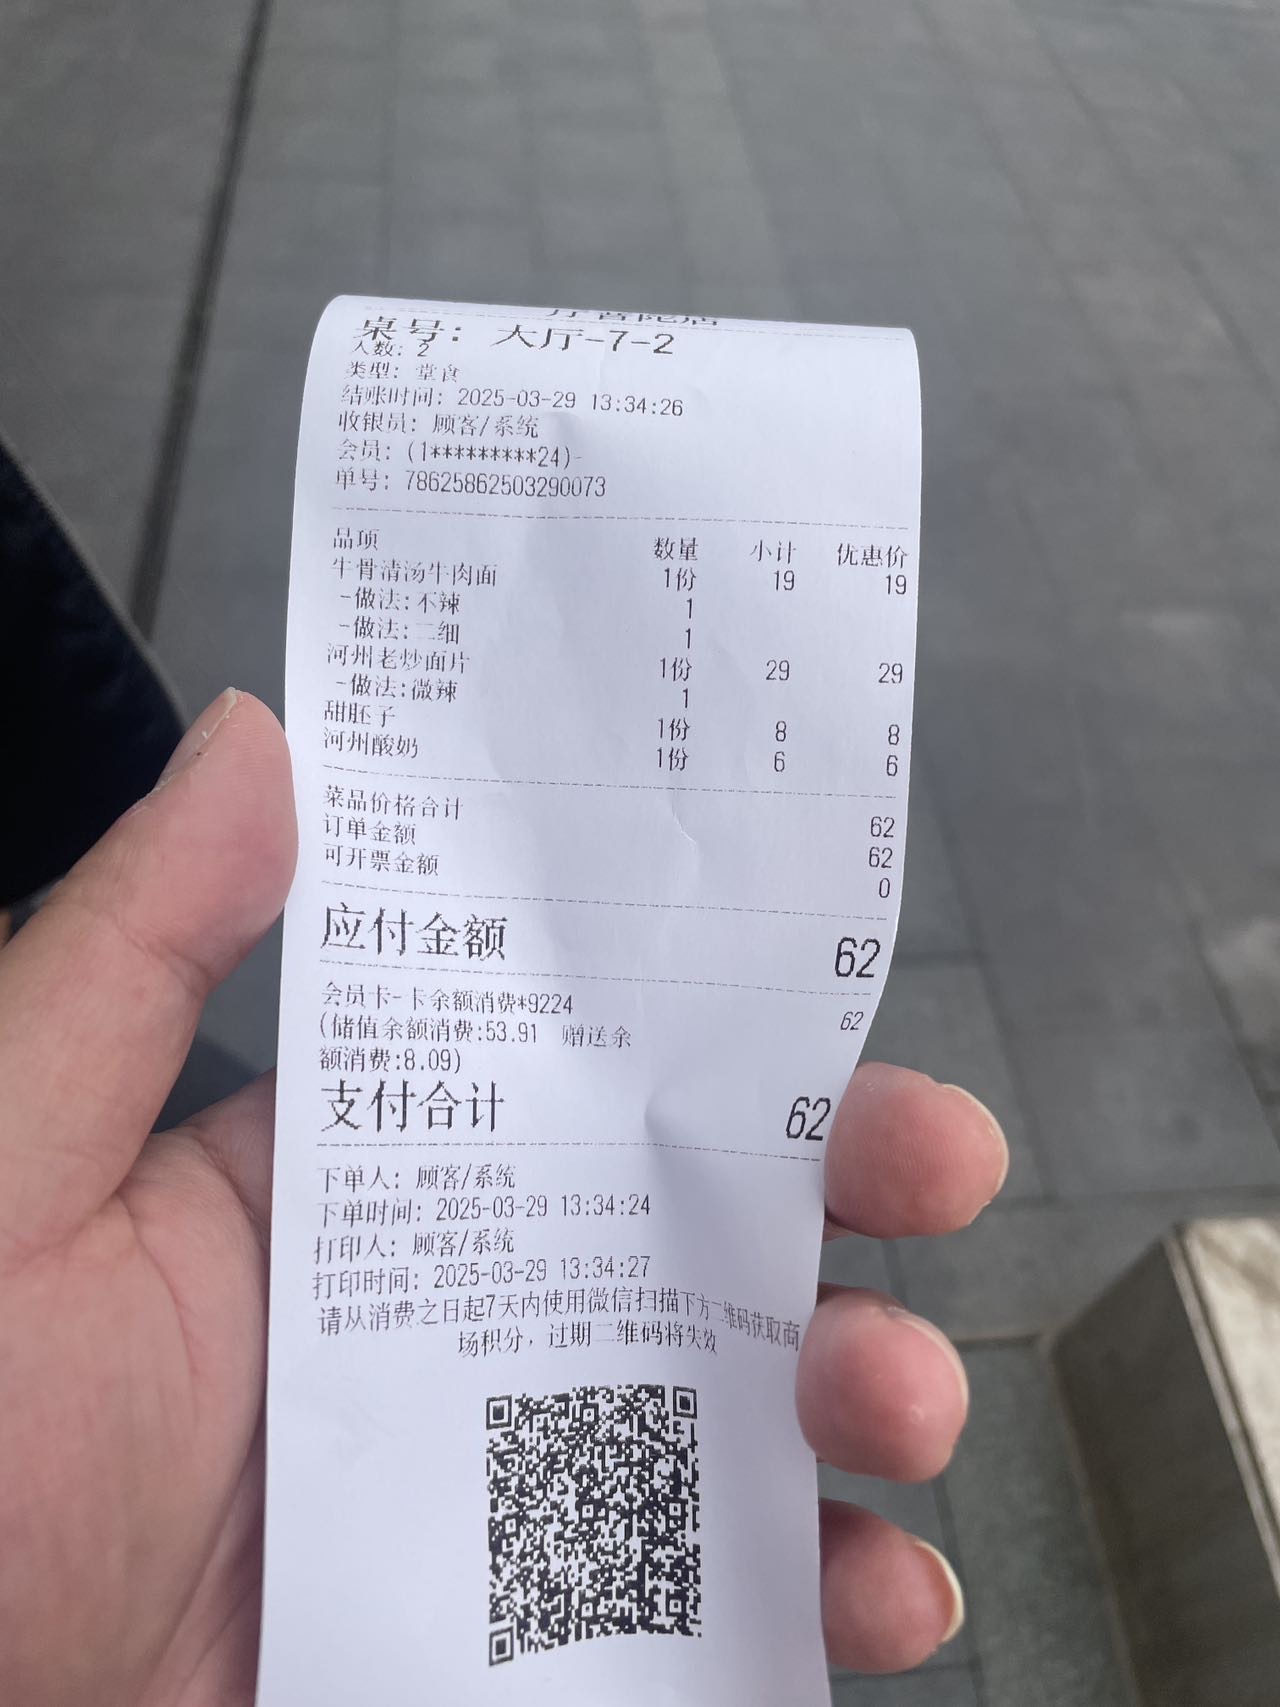 桌号：大厅-7-2
人数：2
类型：堂食
结账时间：2025-03-29 13:34:26
收银员：顾客/系统
会员：(1*********24)-
单号：78625862503290073
品项 数量 小计 优惠价
牛骨清汤牛肉面 1份 19 19
-做法:不辣 1
-做法:二细 1
河州老炒面片 1份 29 29
-做法:微辣 1
甜胚子 1份 8 8
河州酸奶 1份 6 6
菜品价格合计 62
订单金额 62
可开票金额 0
应付金额 62
会员卡-卡余额消费*9224 62
(储值余额消费:53.91 赠送余
额消费:8.09)
支付合计 62
下单人：顾客/系统
下单时间：2025-03-29 13:34:24
打印人：顾客/系统
打印时间：2025-03-29 13:34:27
请从消费之日起7天内使用微信扫描下方二维码获取商
场积分，过期二维码将失效